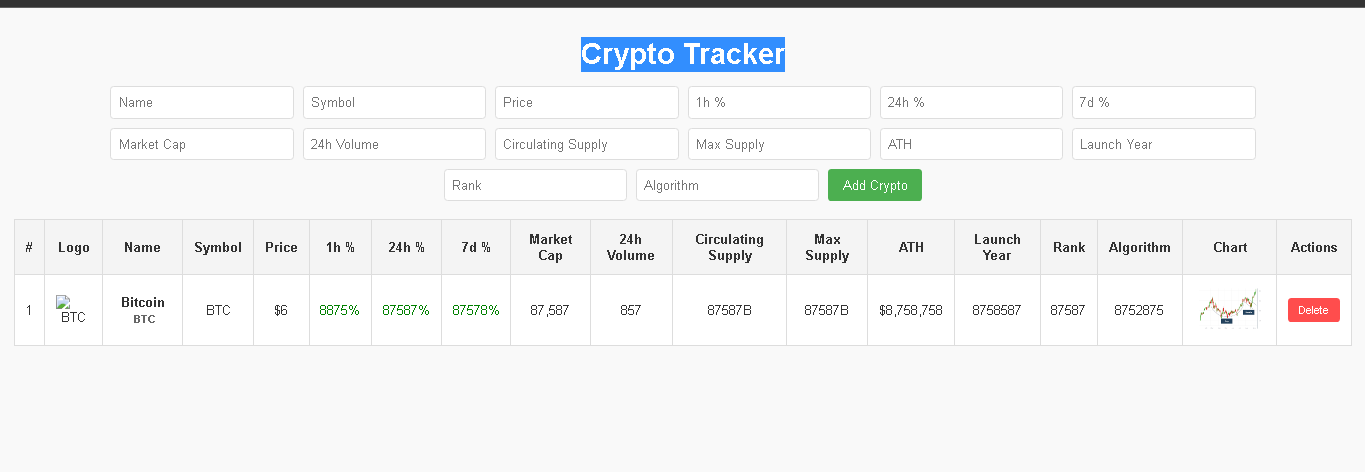 Crypto Tracker
Name Symbol Price 1h % 24h % 7d %
Market Cap 24h Volume Circulating Supply Max Supply ATH Launch Year
Rank Algorithm Add Crypto
# Logo Name Symbol Price 1h % 24h % 7d % Market Cap 24h Volume Circulating Supply Max Supply ATH Launch Year Rank Algorithm Chart Actions
1 BTC Bitcoin BTC BTC $6 8875% 87587% 87578% 87,587 857 87587B 87587B $8,758,758 8758587 87587 8752875 Delete